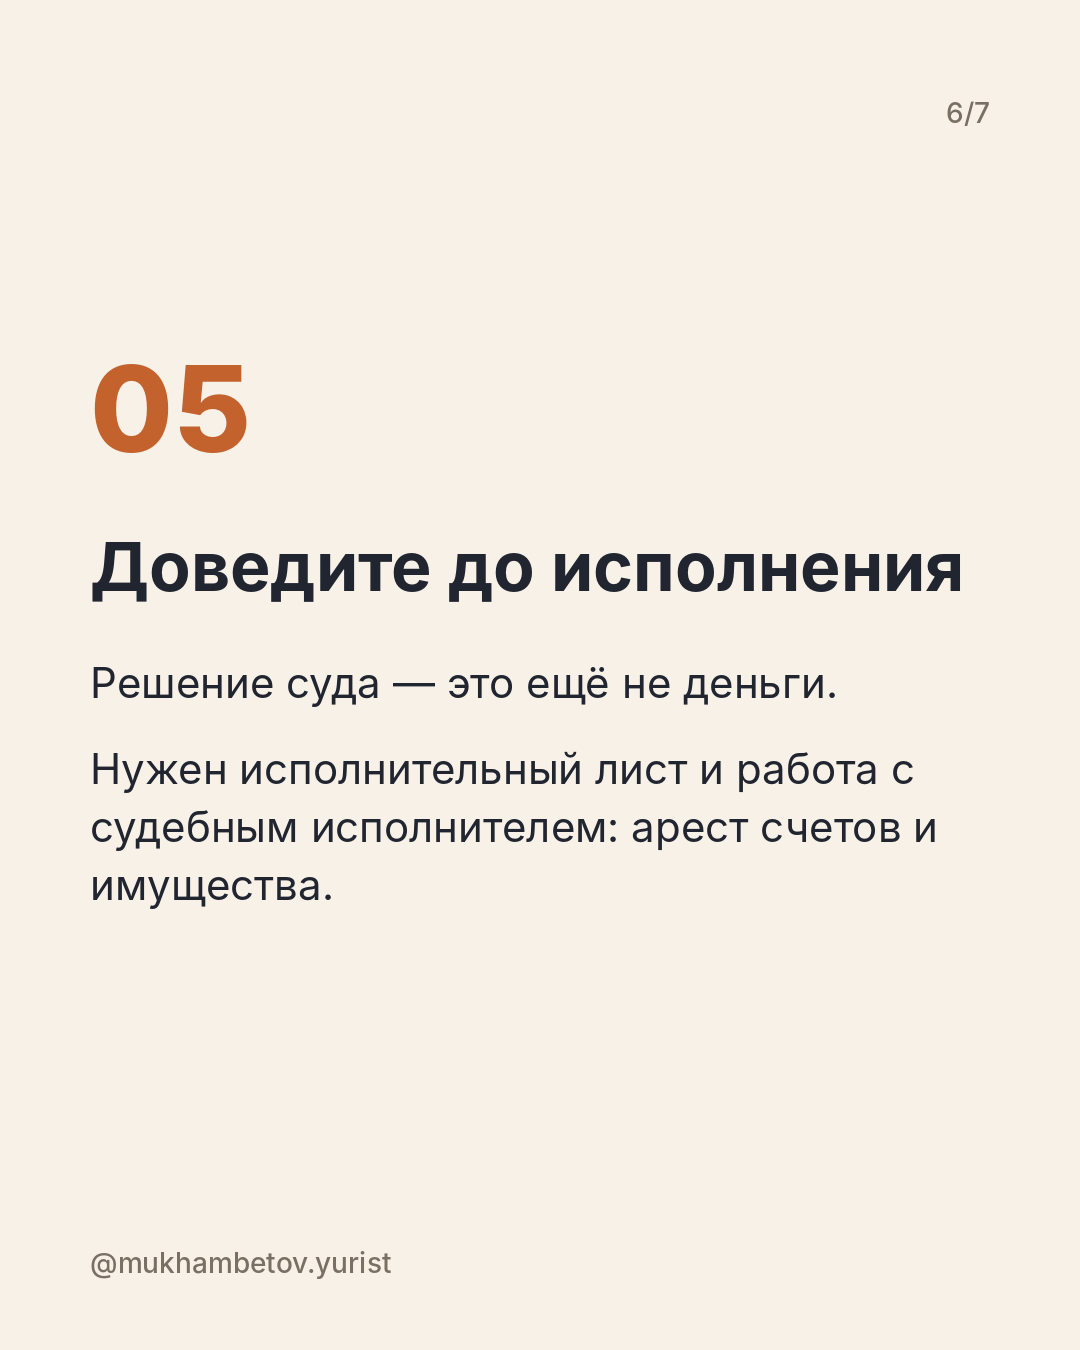 6/7
05
Доведите до исполнения
Решение суда — это ещё не деньги.
Нужен исполнительный лист и работа с
судебным исполнителем: арест счетов и
имущества.
@mukhambetov.yurist